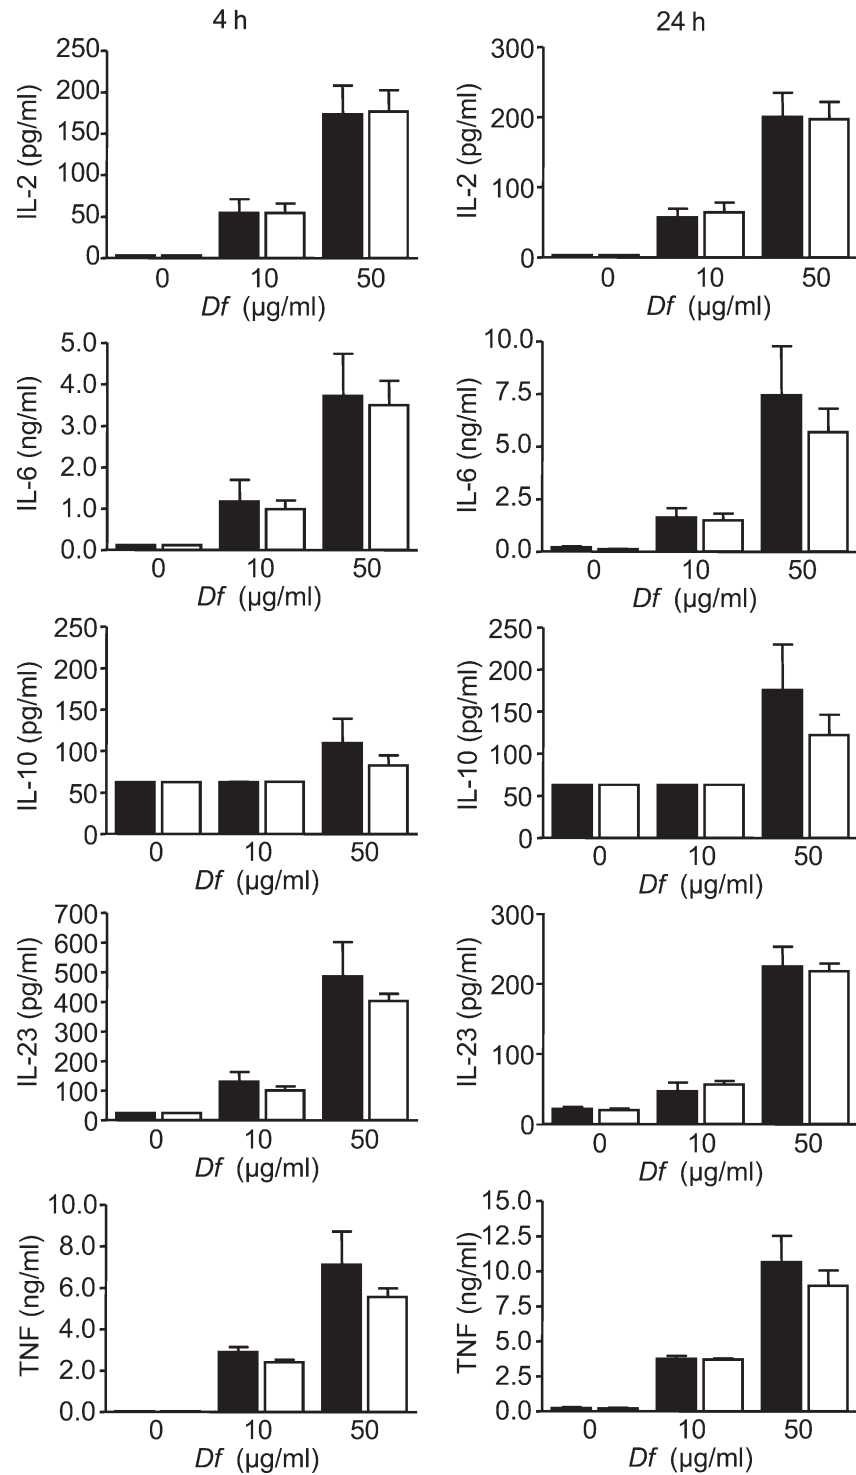 4 h
24 h
250
200
150
100
50
0
IL-2 (pg/ml)
0 10 50
Df (µg/ml)
300
200
100
0
IL-2 (pg/ml)
0 10 50
Df (µg/ml)
5.0
4.0
3.0
2.0
1.0
0.0
IL-6 (ng/ml)
0 10 50
Df (µg/ml)
10.0
7.5
5.0
2.5
0.0
IL-6 (ng/ml)
0 10 50
Df (µg/ml)
250
200
150
100
50
0
IL-10 (pg/ml)
0 10 50
Df (µg/ml)
250
200
150
100
50
0
IL-10 (pg/ml)
0 10 50
Df (µg/ml)
700
600
500
400
300
200
100
0
IL-23 (pg/ml)
0 10 50
Df (µg/ml)
300
200
100
0
IL-23 (pg/ml)
0 10 50
Df (µg/ml)
10.0
8.0
6.0
4.0
2.0
0.0
TNF (ng/ml)
0 10 50
Df (µg/ml)
15.0
12.5
10.0
7.5
5.0
2.5
0.0
TNF (ng/ml)
0 10 50
Df (µg/ml)